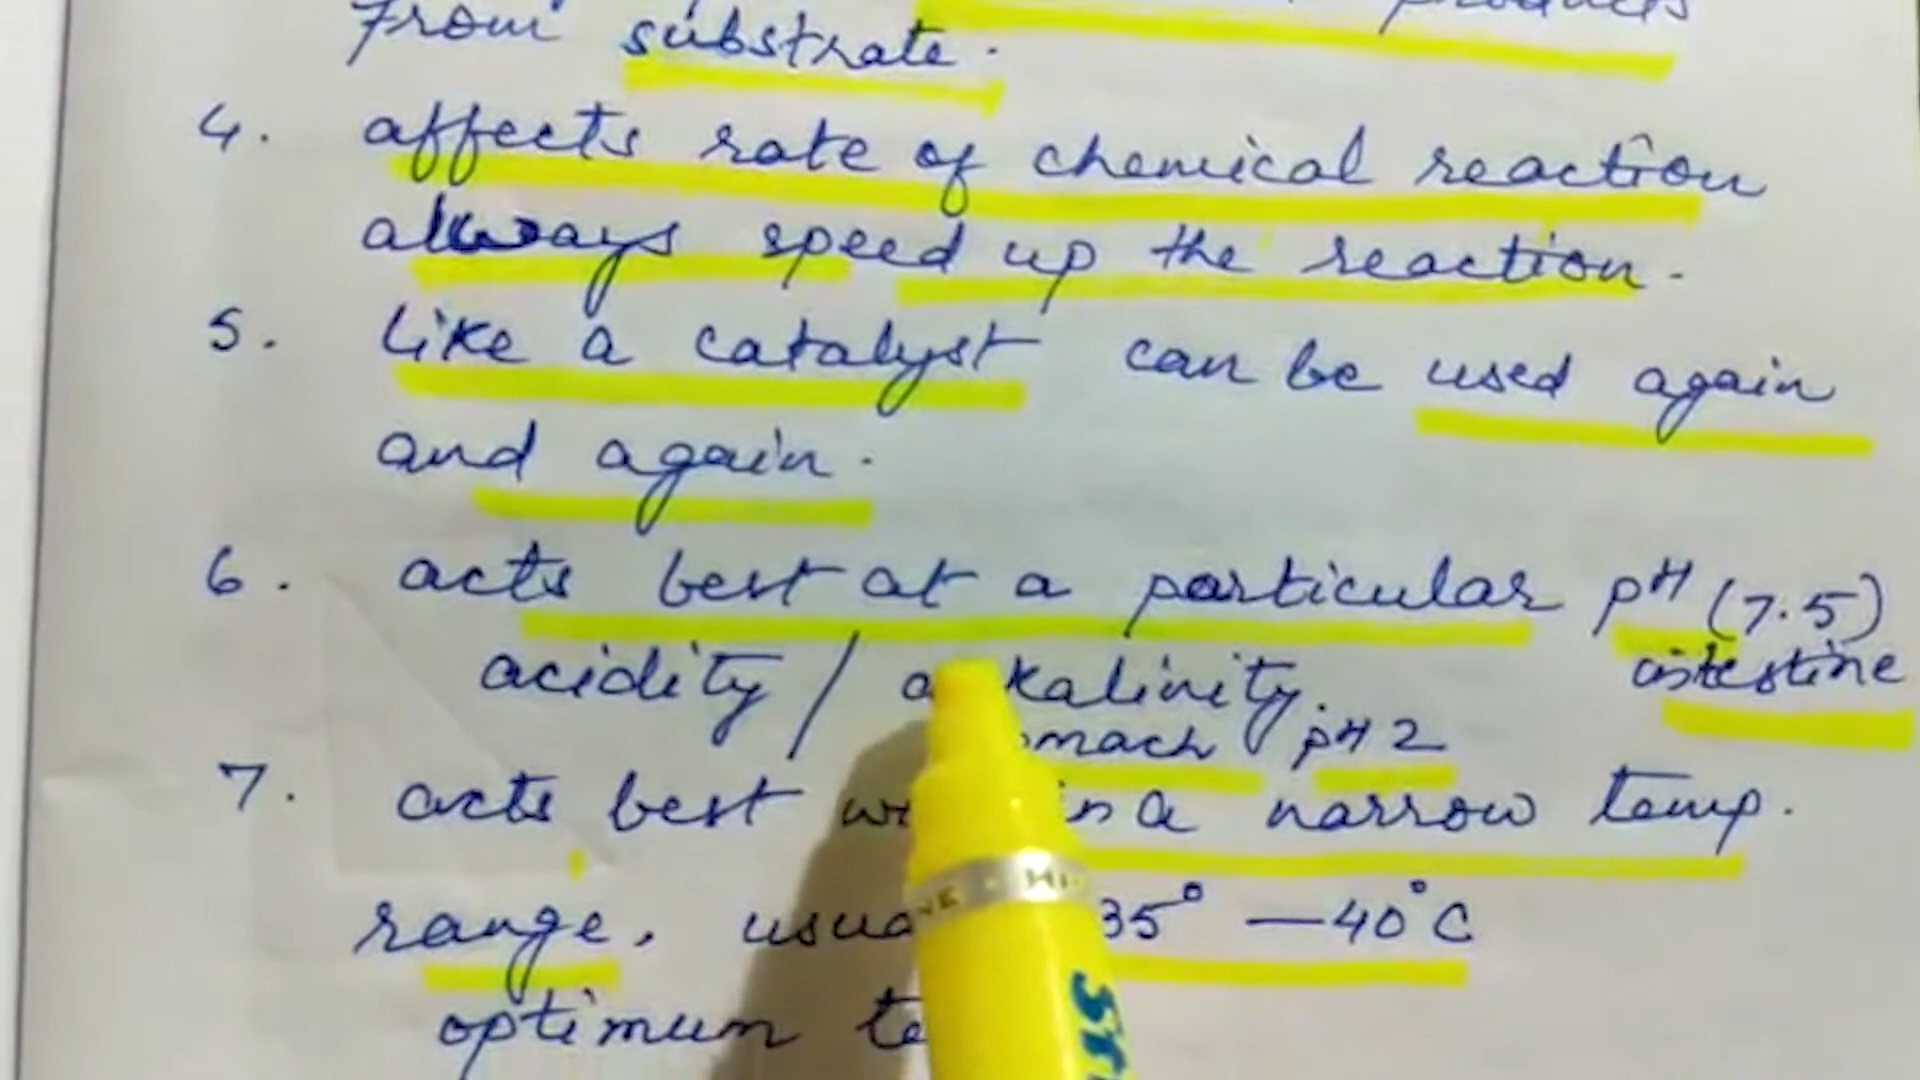 products
from substrate.
4. affects rate of chemical reaction
always speed up the reaction.
5. Like a catalyst can be used again
and again.
6. acts best at a particular pH (7.5)
acidity / alkalinity. intestine
pH 2
7. acts best in a narrow temp.
range, 35° — 40°C
optimum